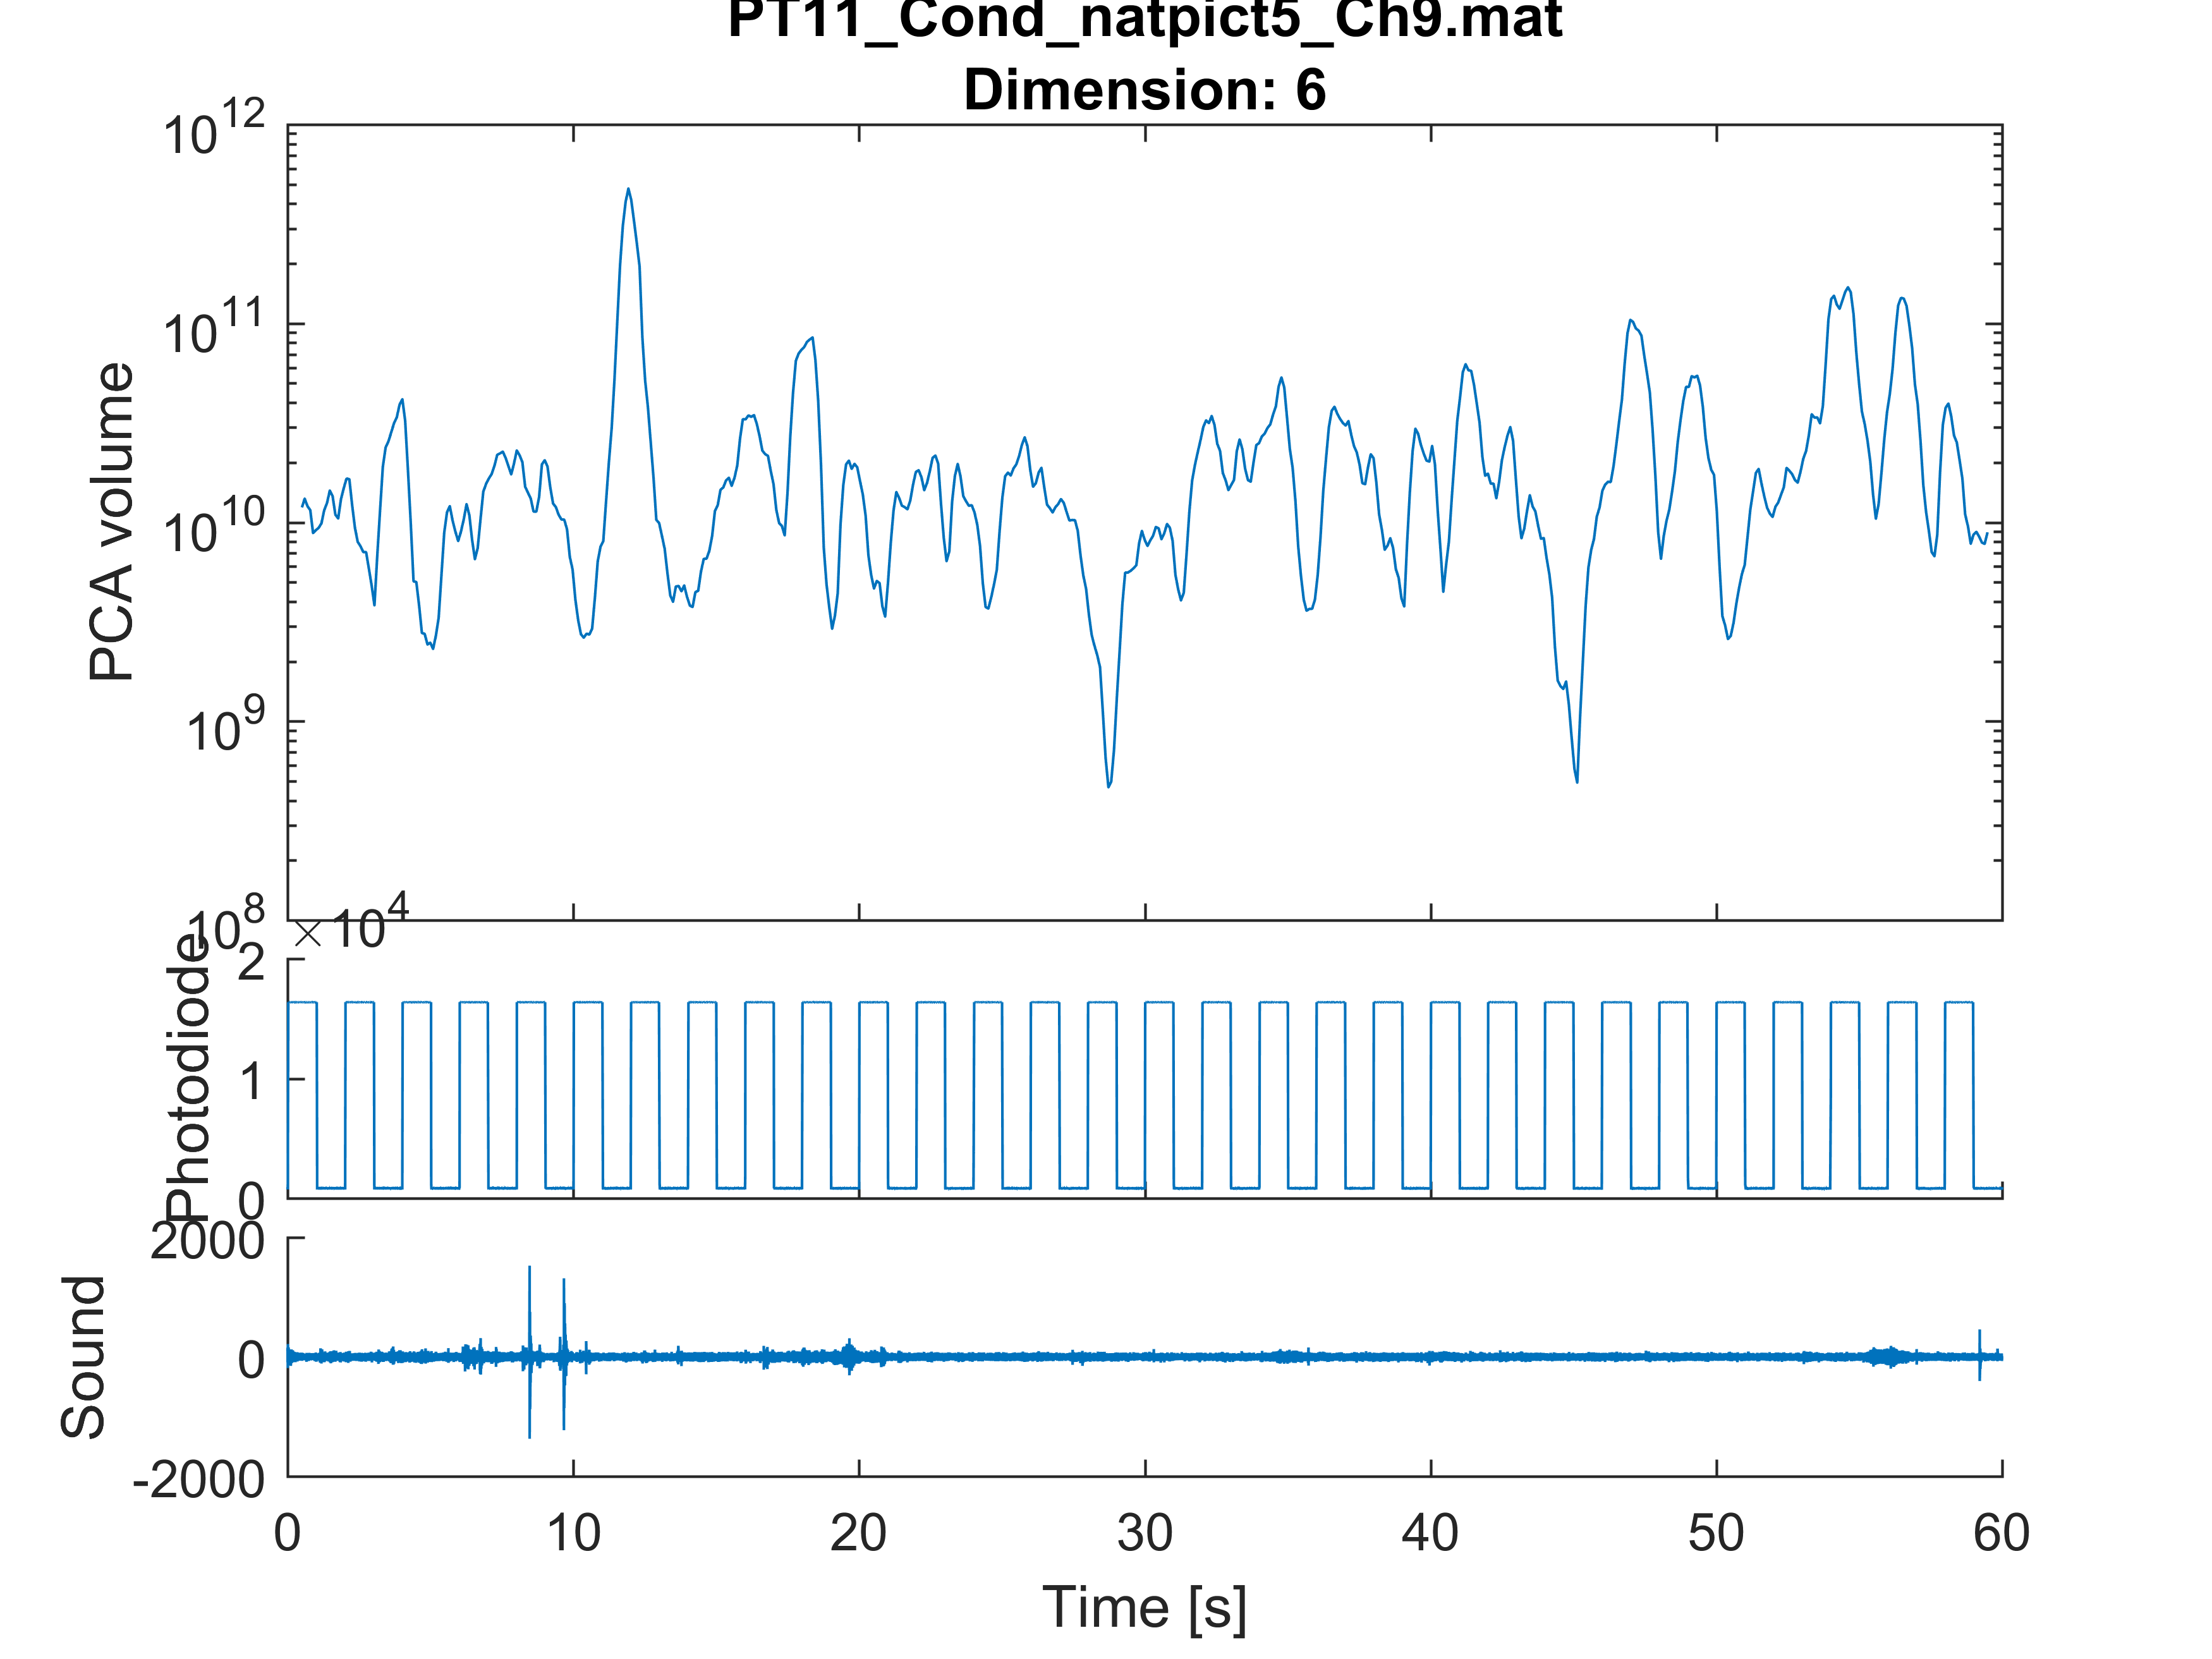 PT11_Cond_natpict5_Ch9.mat
Dimension: 6
10^12
10^11
10^10
10^9
10^8
PCA volume
× 10^4
2
1
0
Photodiode
2000
0
-2000
Sound
0 10 20 30 40 50 60
Time [s]